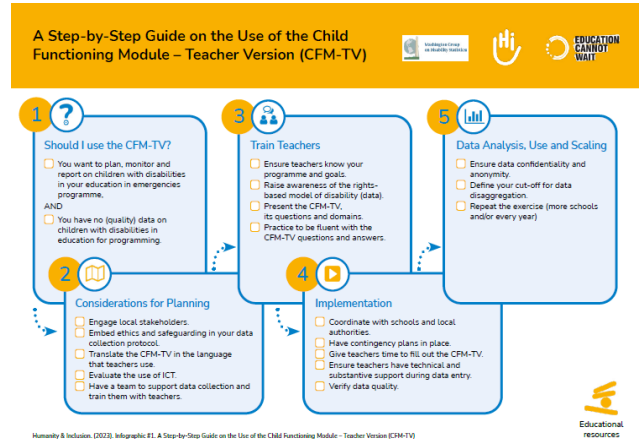 A Step-by-Step Guide on the Use of the Child
Functioning Module – Teacher Version (CFM-TV)
Washington Group
on Disability Statistics
Hi
EDUCATION
CANNOT
WAIT
1
?
Should I use the CFM-TV?
You want to plan, monitor and
report on children with disabilities
in your education in emergencies
programme,
AND
You have no (quality) data on
children with disabilities in
education for programming.
2
Considerations for Planning
Engage local stakeholders.
Embed ethics and safeguarding in your data
collection protocol.
Translate the CFM-TV in the language
that teachers use.
Evaluate the use of ICT.
Have a team to support data collection and
train them with teachers.
3
Train Teachers
Ensure teachers know your
programme and goals.
Raise awareness of the rights-
based model of disability (data).
Present the CFM-TV,
its questions and domains.
Practice to be fluent with the
CFM-TV questions and answers.
4
Implementation
Coordinate with schools and local
authorities.
Have contingency plans in place.
Give teachers time to fill out the CFM-TV.
Ensure teachers have technical and
substantive support during data entry.
Verify data quality.
5
Data Analysis, Use and Scaling
Ensure data confidentiality and
anonymity.
Define your cut-off for data
disaggregation.
Repeat the exercise (more schools
and/or every year)
Educational
resources
Humanity & Inclusion. (2023). Infographic #1. A Step-by-Step Guide on the Use of the Child Functioning Module – Teacher Version (CFM-TV)